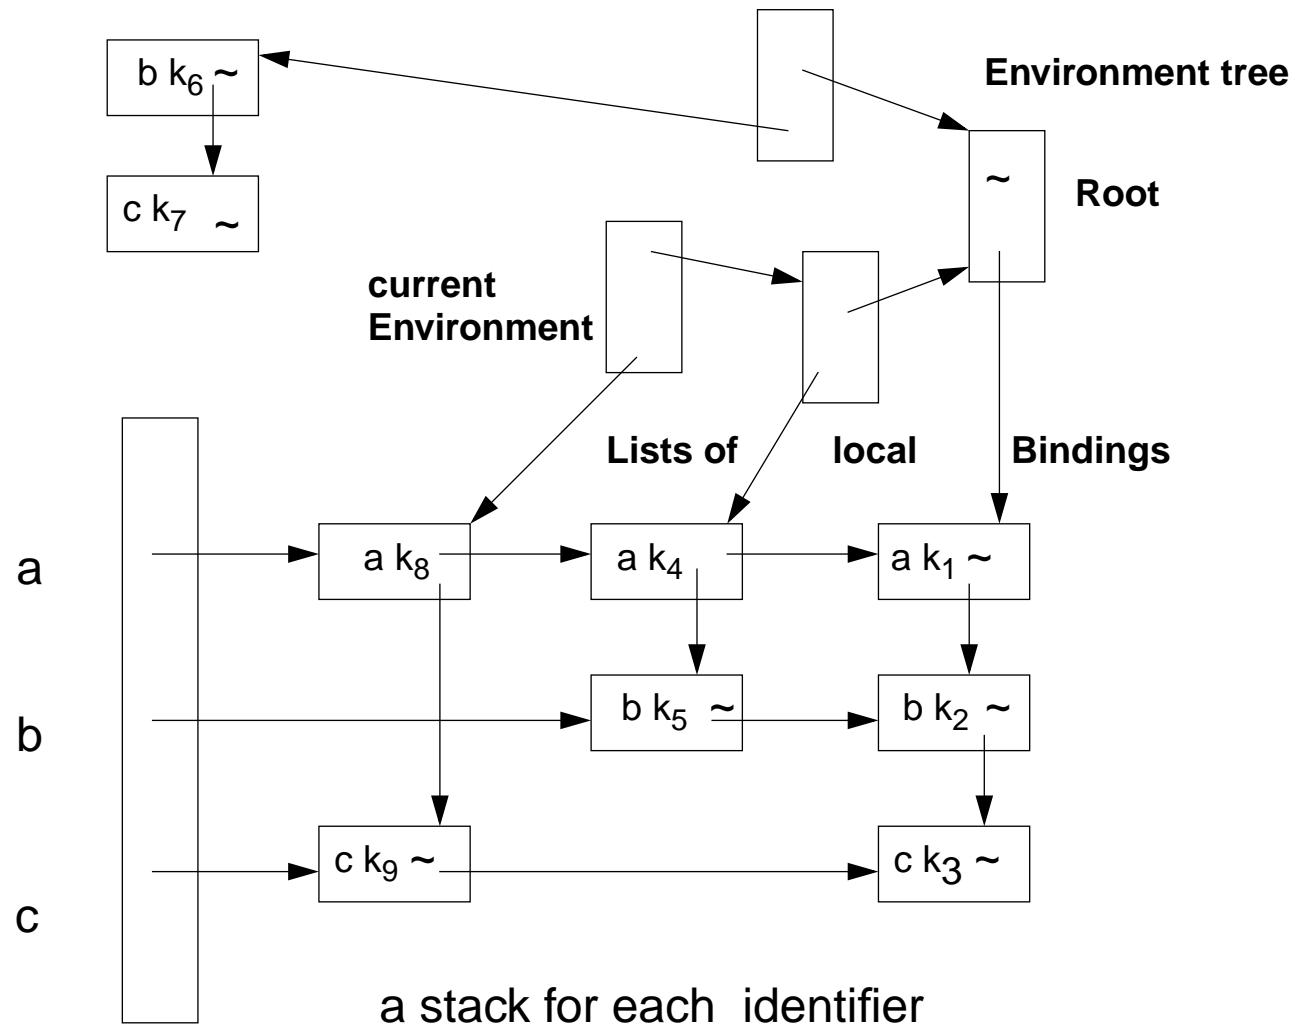 b k6 ~
Environment tree
c k7 ~
~
Root
current
Environment
Lists of local Bindings
a
a k8
a k4
a k1 ~
b
b k5 ~
b k2 ~
c k9 ~
c k3 ~
c
a stack for each identifier